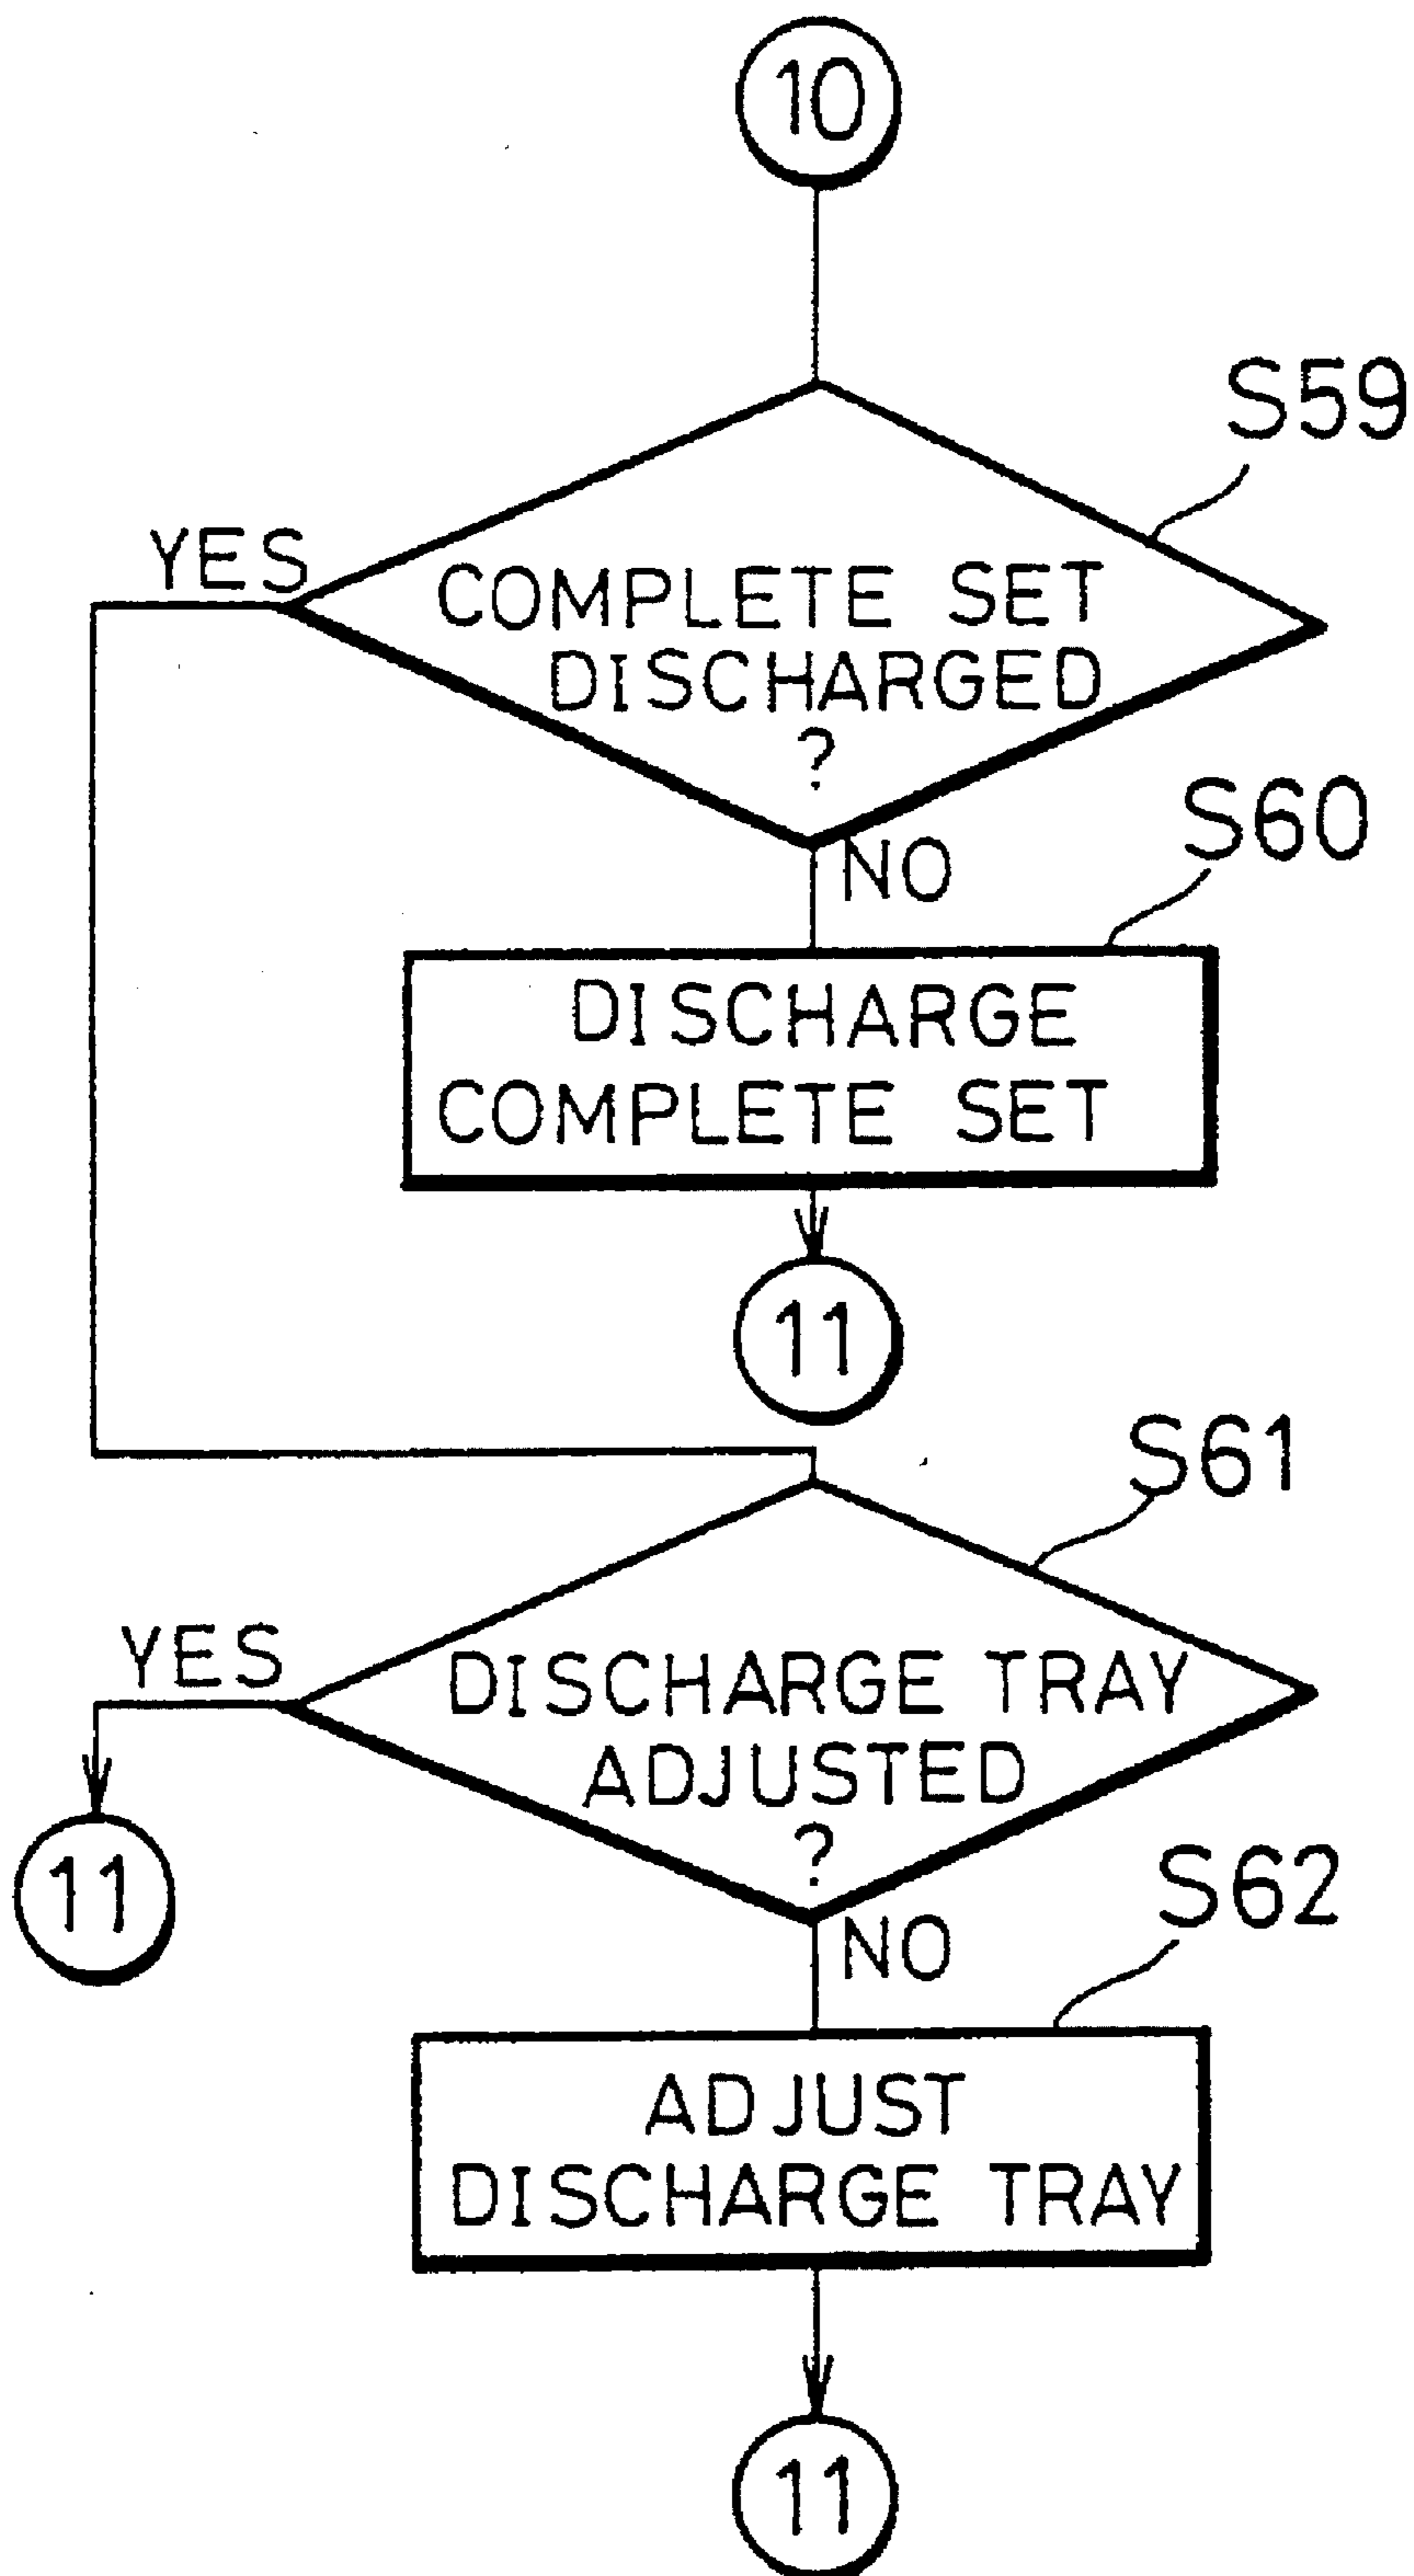 10
S59
YES
COMPLETE SET
DISCHARGED
?
NO
S60
DISCHARGE
COMPLETE SET
11
S61
YES
DISCHARGE TRAY
ADJUSTED
?
11
NO
S62
ADJUST
DISCHARGE TRAY
11